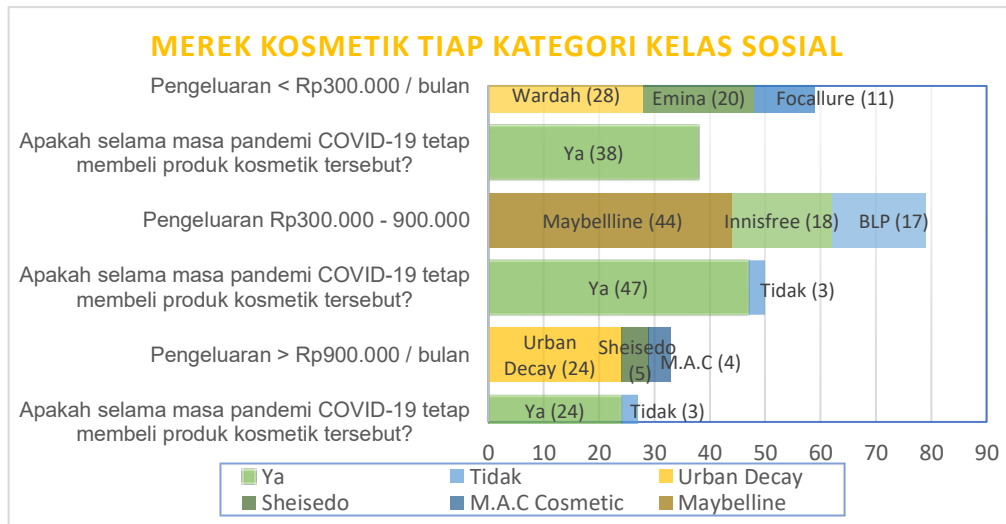 MEREK KOSMETIK TIAP KATEGORI KELAS SOSIAL
Pengeluaran < Rp300.000 / bulan
Wardah (28)
Emina (20)
Focallure (11)
Apakah selama masa pandemi COVID-19 tetap
membeli produk kosmetik tersebut?
Ya (38)
Pengeluaran Rp300.000 - 900.000
Maybellline (44)
Innisfree (18)
BLP (17)
Apakah selama masa pandemi COVID-19 tetap
membeli produk kosmetik tersebut?
Ya (47)
Tidak (3)
Pengeluaran > Rp900.000 / bulan
Urban
Decay (24)
Sheisedo
(5)
M.A.C (4)
Apakah selama masa pandemi COVID-19 tetap
membeli produk kosmetik tersebut?
Ya (24)
Tidak (3)
0 10 20 30 40 50 60 70 80 90
Ya Tidak Urban Decay
Sheisedo M.A.C Cosmetic Maybelline